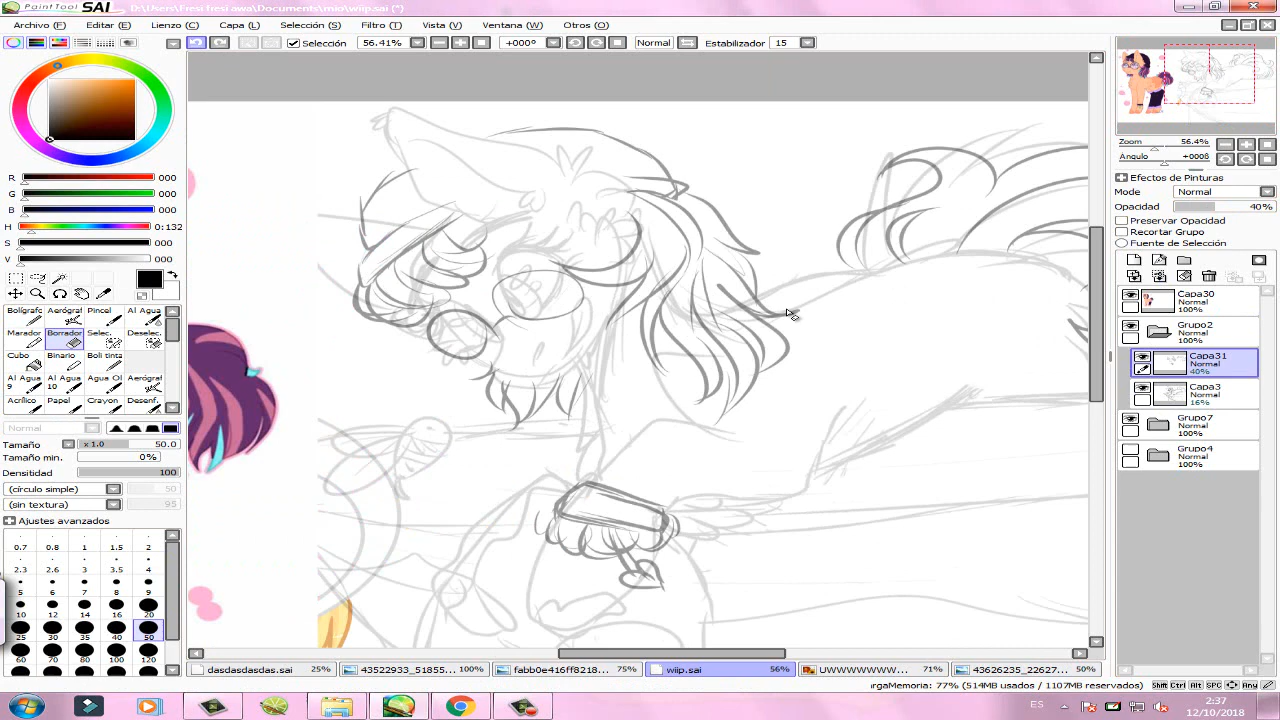 PaintTool SAI D:\Users\Fresi fresi awa\Documents\mio\wiip.sai (*)
Archivo (F) Editar (E) Lienzo (C) Capa (L) Selección (S) Filtro (T) Vista (V) Ventana (W) Otros (O)
Selección 56.41% +000° Normal Estabilizador 15
R 000
G 000
B 000
H 0:132
S 000
V 000
Bolígrafo Aerógraf Pincel Al Agua
Marador Borrador Selec. Deselec.
Cubo Binario Boli tinta
Al Agua 9 Al Agua 10 Agua Ol Aerógraf
Acrílico Papel Crayon Desenf.
Normal
Tamaño x 1.0 50.0
Tamaño min. 0%
Densitidad 100
(círculo simple) 50
(sin textura) 95
Ajustes avanzados
0.7 0.8 1 1.5 2
2.3 2.6 3 3.5 4
5 6 7 8 9
10 12 14 16 20
25 30 35 40 50
60 70 80 100 120
Zoom 56.4%
Angulo +000°
Efectos de Pinturas
Modo Normal
Opacidad 40%
Preservar Opacidad
Recortar Grupo
Fuente de Selección
Capa30
Normal
100%
Grupo2
Normal
100%
Capa31
Normal
40%
Capa3
Normal
16%
Grupo7
Normal
100%
Grupo4
Normal
100%
dasdasdasdas.sai 25% 43522933_51855... 100% fabb0e416ff8218... 75% wiip.sai 56% UWWWWWWW... 71% 43626235_22627... 50%
rgaMemoria: 77% (514MB usados / 1107MB reservados) Shift Ctrl Alt SPC Any
ES 2:37
12/10/2018